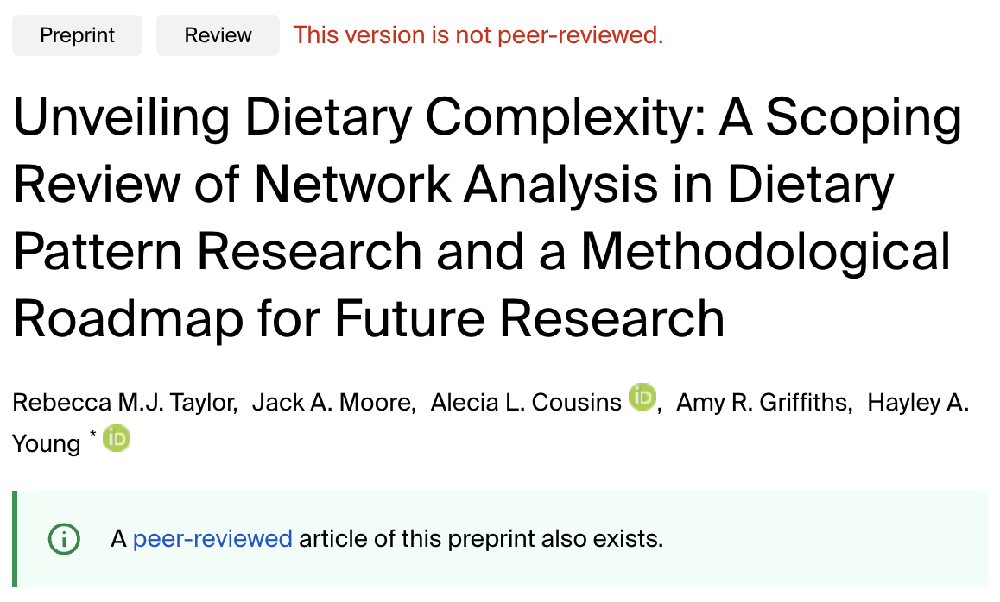 Preprint Review This version is not peer-reviewed.
Unveiling Dietary Complexity: A Scoping
Review of Network Analysis in Dietary
Pattern Research and a Methodological
Roadmap for Future Research
Rebecca M.J. Taylor, Jack A. Moore, Alecia L. Cousins iD, Amy R. Griffiths, Hayley A.
Young * iD
i A peer-reviewed article of this preprint also exists.